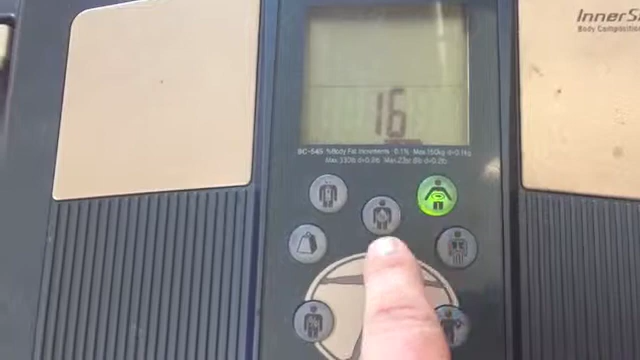 InnerS
Body Composition
16
BC-545 %Body Fat Increments : 0.1% Max 150kg d=0.1kg
Max 330lb d=0.2lb Max 23st 8lb d=0.2lb